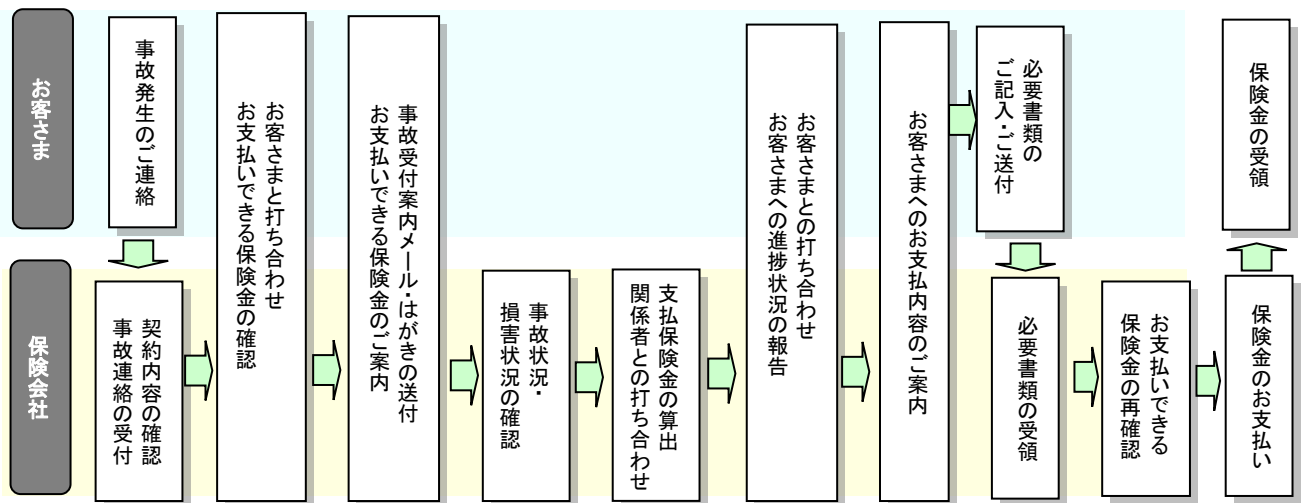 お客さま
保険会社
事故発生のご連絡
事故連絡の受付
契約内容の確認
お客さまと打ち合わせ
お支払いできる保険金の確認
事故受付案内メール・はがきの送付
お支払いできる保険金のご案内
事故状況・
損害状況の確認
支払保険金の算出
関係者との打ち合わせ
お客さまとの打ち合わせ
お客さまへの進捗状況の報告
お客さまへのお支払内容のご案内
必要書類の
ご記入・ご送付
必要書類の受領
お支払いできる
保険金の再確認
保険金のお支払い
保険金の受領